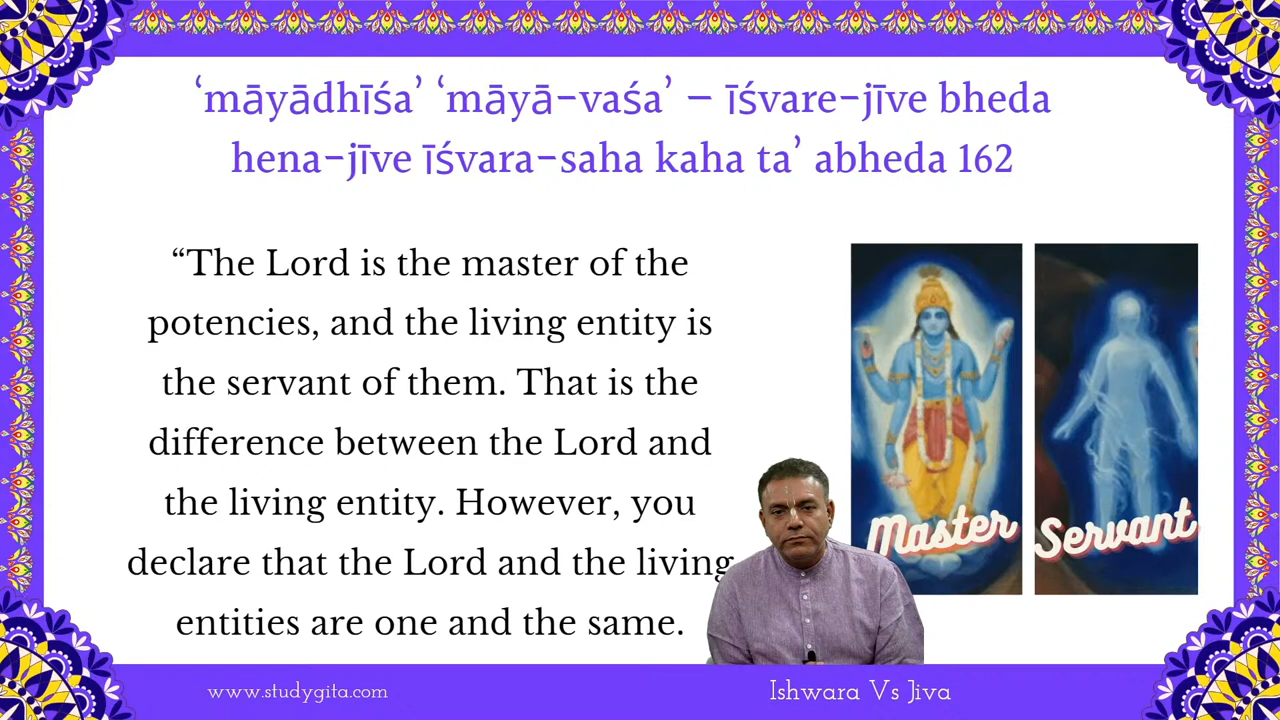 ‘māyādhīśa’ ‘māyā-vaśa’ – īśvare-jīve bheda
hena-jīve īśvara-saha kaha ta’ abheda 162
“The Lord is the master of the
potencies, and the living entity is
the servant of them. That is the
difference between the Lord and
the living entity. However, you
declare that the Lord and the living
entities are one and the same.
Master
Servant
www.studygita.com
Ishwara Vs Jiva